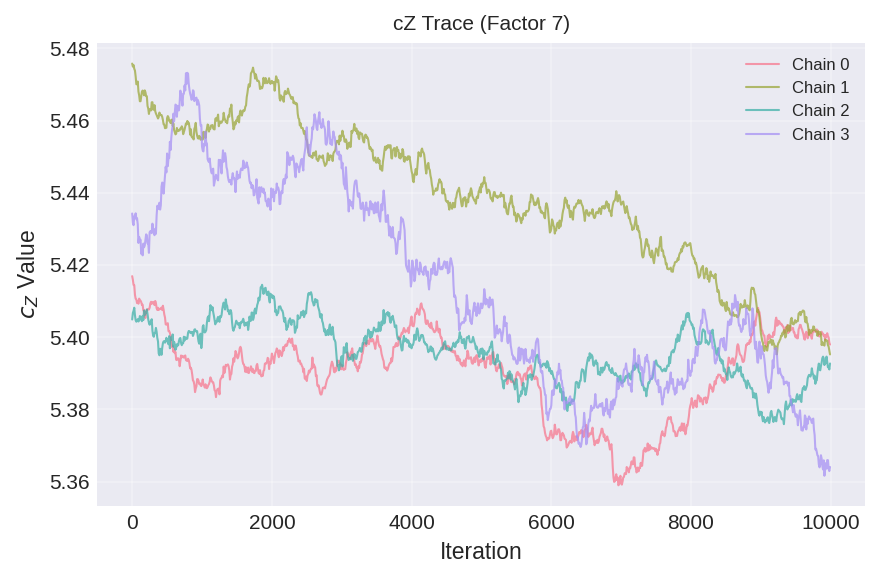 cZ Trace (Factor 7)
5.48
5.46
5.44
5.42
5.40
5.38
5.36
cZ Value
Chain 0
Chain 1
Chain 2
Chain 3
0 2000 4000 6000 8000 10000
Iteration